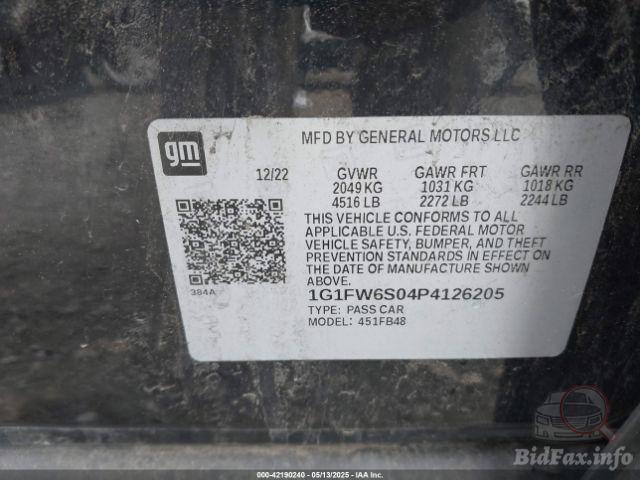 gm
MFD BY GENERAL MOTORS LLC
12/22 GVWR GAWR FRT GAWR RR
2049 KG 1031 KG 1018 KG
4516 LB 2272 LB 2244 LB
THIS VEHICLE CONFORMS TO ALL
APPLICABLE U.S. FEDERAL MOTOR
VEHICLE SAFETY, BUMPER, AND THEFT
PREVENTION STANDARDS IN EFFECT
ON THE DATE OF MANUFACTURE SHOWN
ABOVE.
384A
1G1FW6S04P4126205
TYPE: PASS CAR
MODEL: 451FB48
BidFax.info
000-42190240 - 05/13/2025 - IAA Inc.